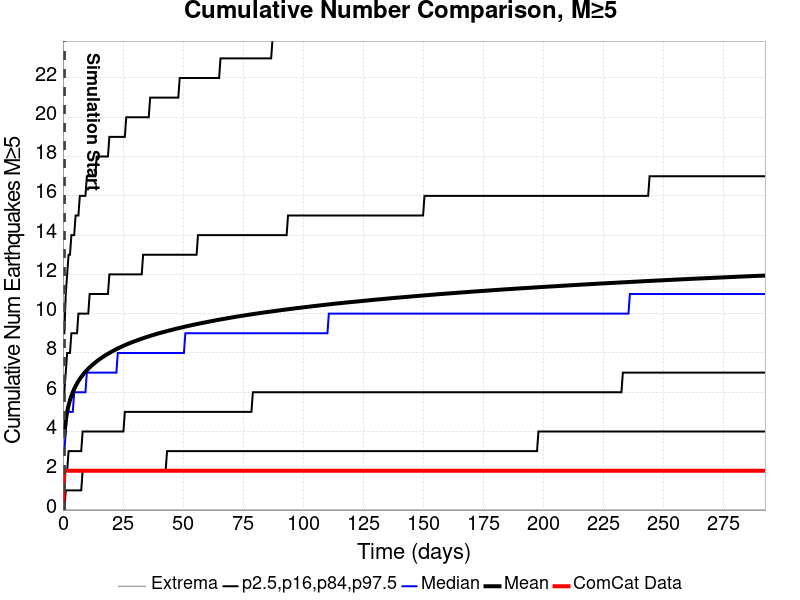 Cumulative Number Comparison, M≥5
Cumulative Num Earthquakes M≥5
22
20
18
16
14
12
10
8
6
4
2
0
Simulation Start
0 25 50 75 100 125 150 175 200 225 250 275
Time (days)
Extrema p2.5,p16,p84,p97.5 Median Mean ComCat Data